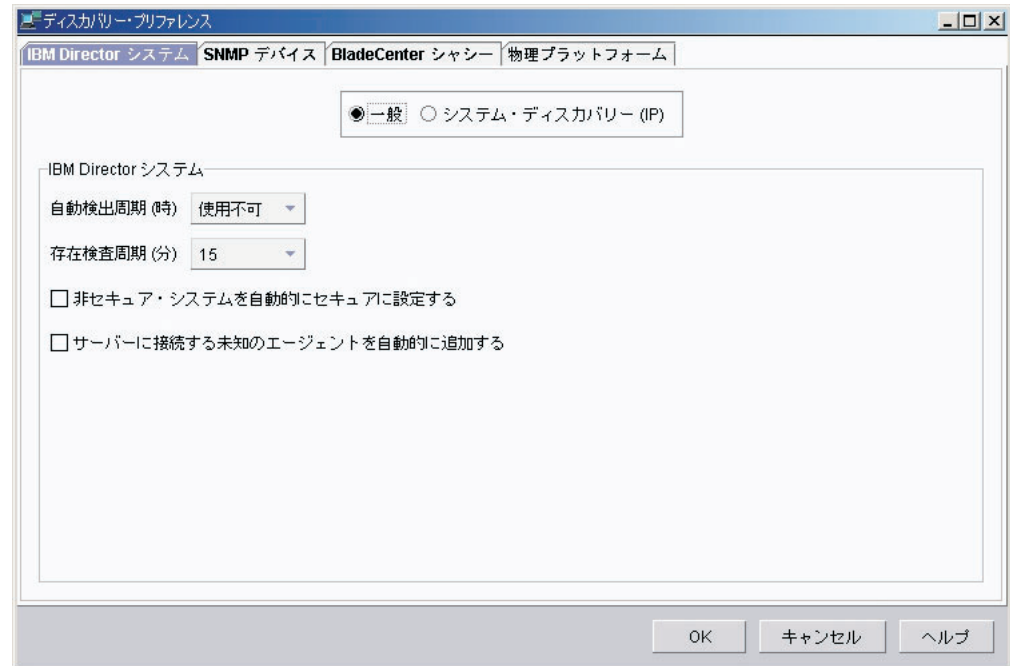 ディスカバリー・プリファレンス
IBM Director システム SNMP デバイス BladeCenter シャシー 物理プラットフォーム
一般 システム・ディスカバリー (IP)
IBM Director システム
自動検出周期 (時) 使用不可
存在検査周期 (分) 15
非セキュア・システムを自動的にセキュアに設定する
サーバーに接続する未知のエージェントを自動的に追加する
OK キャンセル ヘルプ